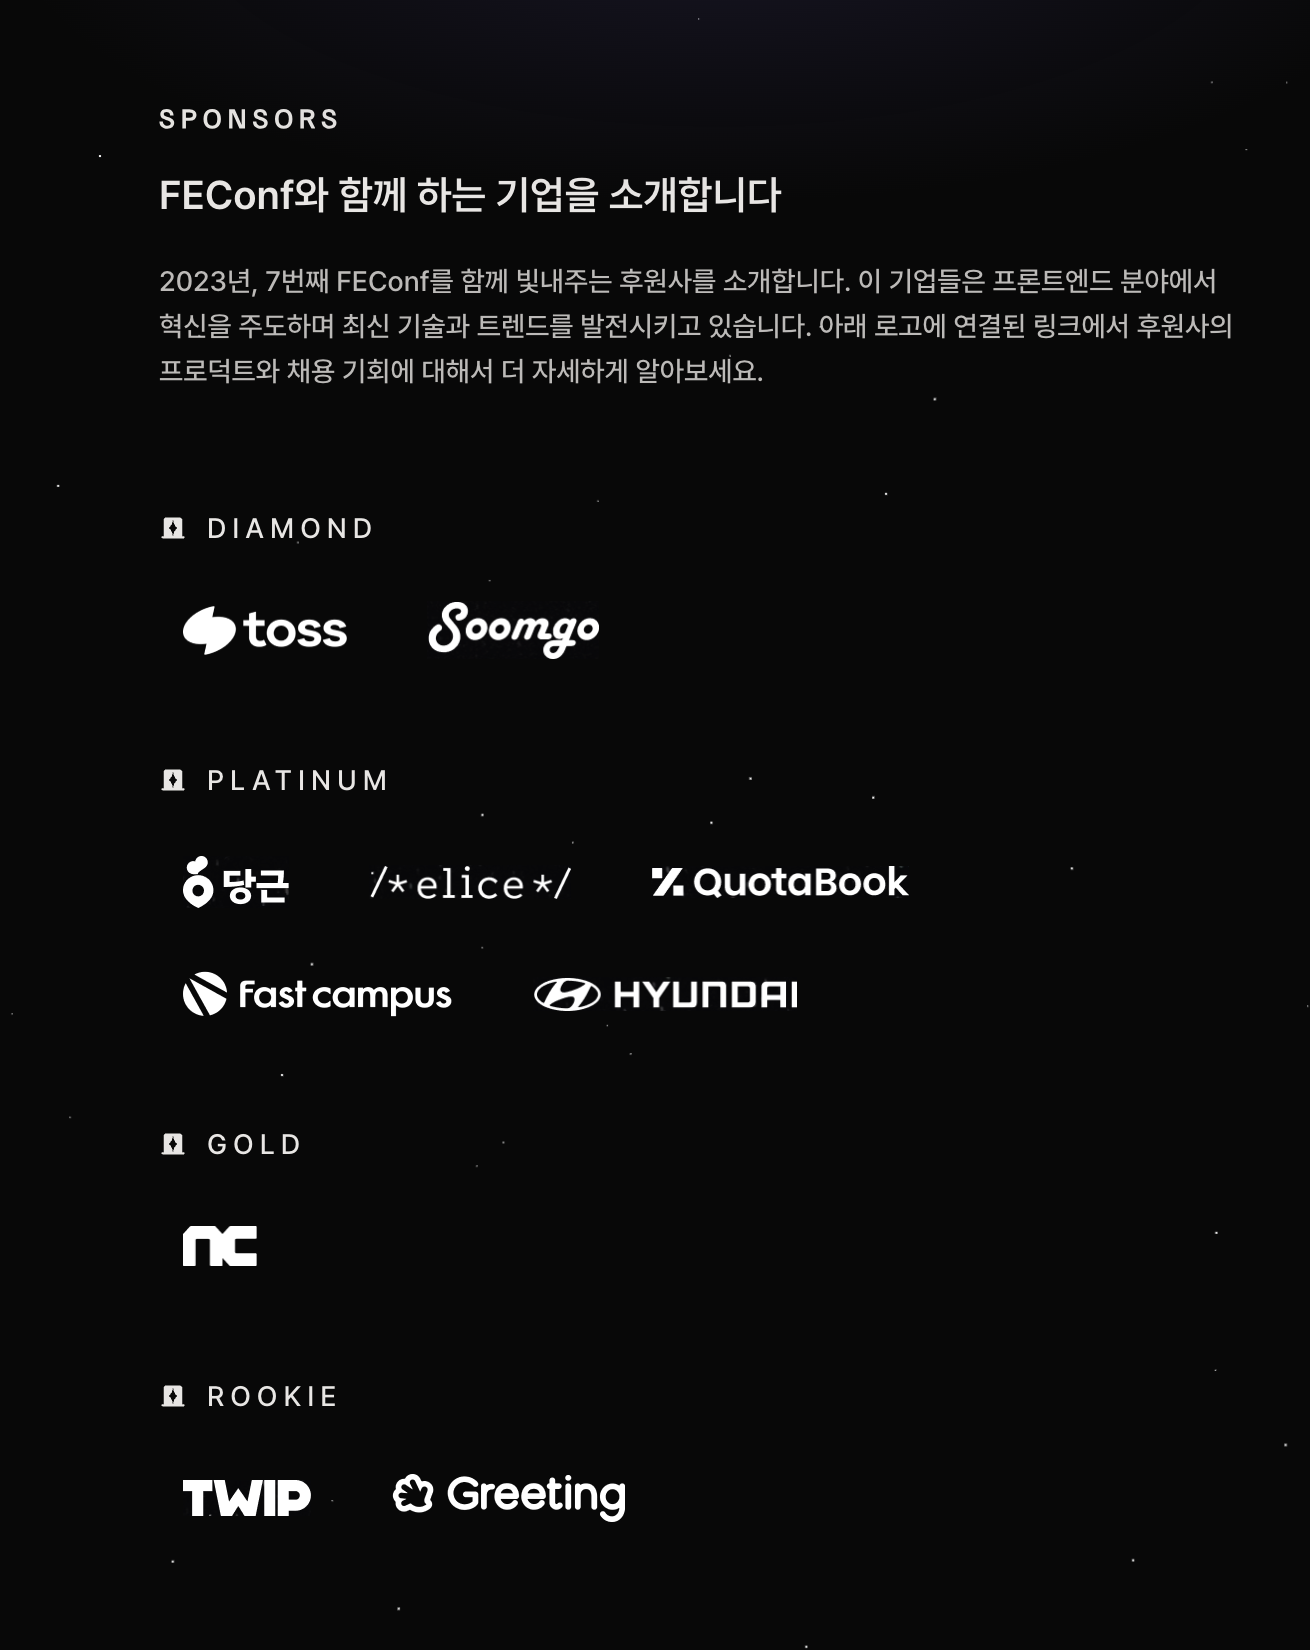 SPONSORS
FEConf와 함께 하는 기업을 소개합니다
2023년, 7번째 FEConf를 함께 빛내주는 후원사를 소개합니다. 이 기업들은 프론트엔드 분야에서
혁신을 주도하며 최신 기술과 트렌드를 발전시키고 있습니다. 아래 로고에 연결된 링크에서 후원사의
프로덕트와 채용 기회에 대해서 더 자세하게 알아보세요.
DIAMOND
toss Soomgo
PLATINUM
당근 /*elice*/ QuotaBook
Fast campus HYUNDAI
GOLD
nc
ROOKIE
TWIP Greeting